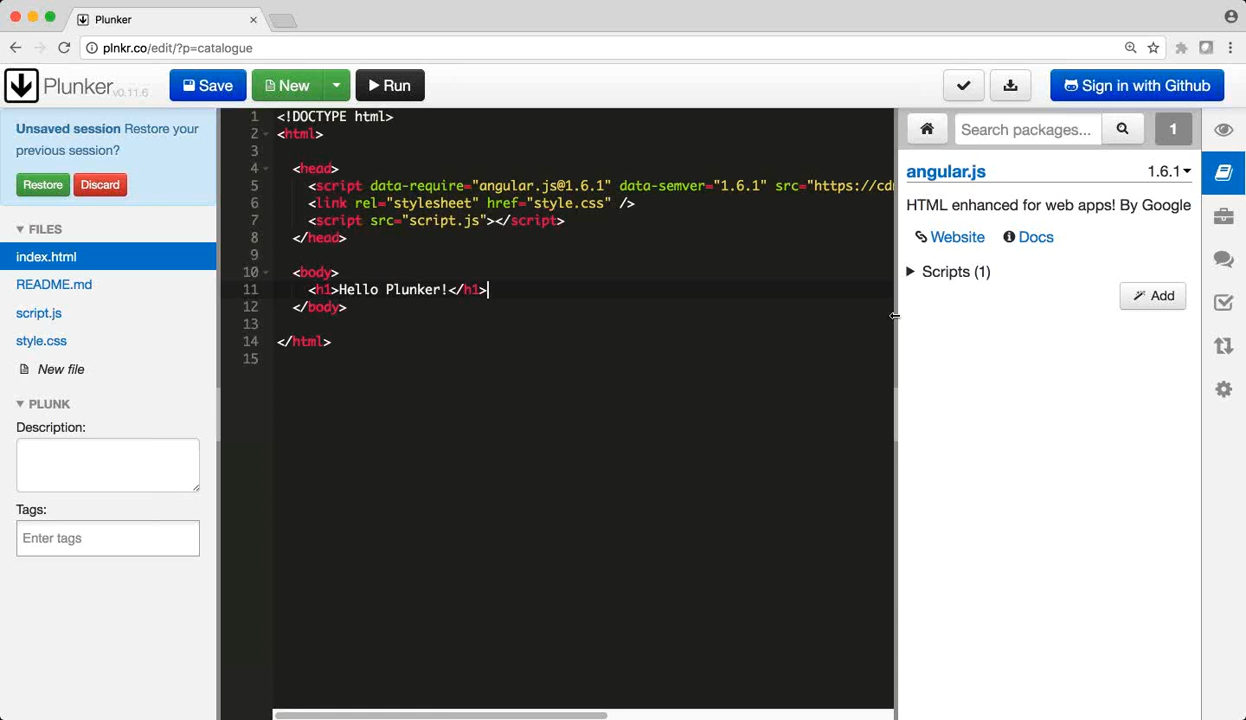 Plunker
plnkr.co/edit/?p=catalogue
Plunker v0.11.6
Save
New
Run
Sign in with Github
Unsaved session Restore your
previous session?
Restore
Discard
FILES
index.html
README.md
script.js
style.css
New file
PLUNK
Description:
Tags:
Enter tags
1 <!DOCTYPE html>
2 <html>
3
4 <head>
5 <script data-require="angular.js@1.6.1" data-semver="1.6.1" src="https://cd
6 <link rel="stylesheet" href="style.css" />
7 <script src="script.js"></script>
8 </head>
9
10 <body>
11 <h1>Hello Plunker!</h1>
12 </body>
13
14 </html>
15
Search packages...
1
angular.js
1.6.1
HTML enhanced for web apps! By Google
Website
Docs
Scripts (1)
Add